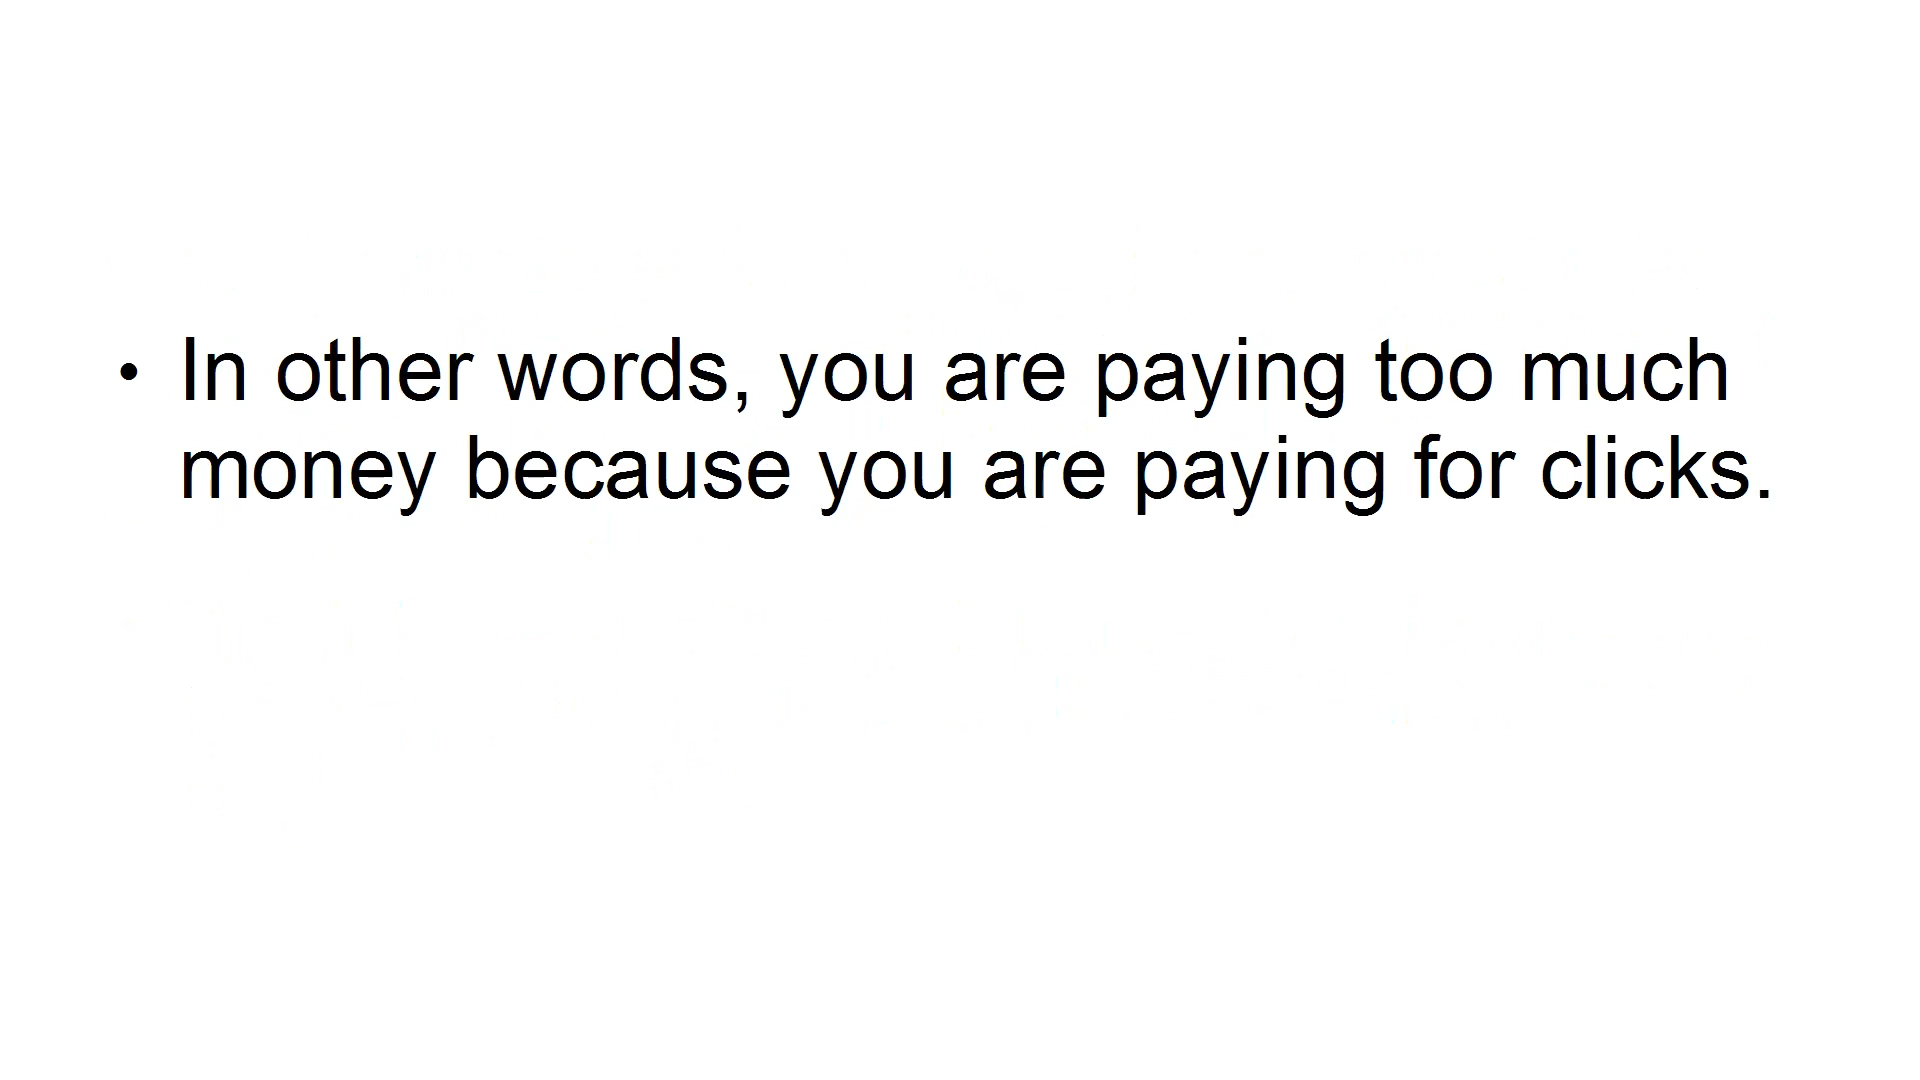 • In other words, you are paying too much
money because you are paying for clicks.